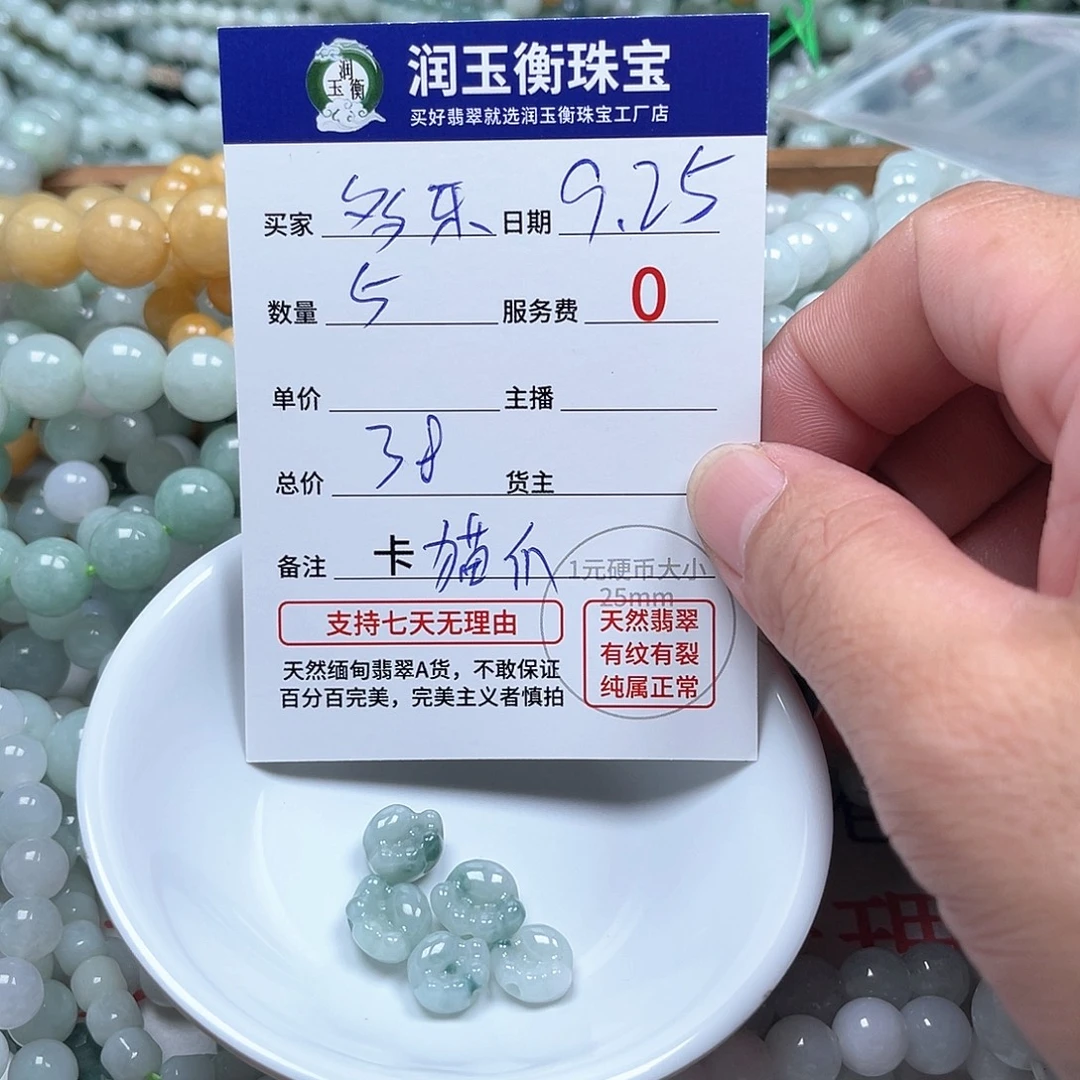 润玉衡
润玉衡珠宝
买好翡翠就选润玉衡珠宝工厂店
买家 多乐 日期 9.25
数量 5 服务费 0
单价 主播
总价 38 货主
备注 卡 猫爪
1元硬币大小
25mm
支持七天无理由
天然翡翠
有纹有裂
纯属正常
天然缅甸翡翠A货，不敢保证
百分百完美，完美主义者慎拍